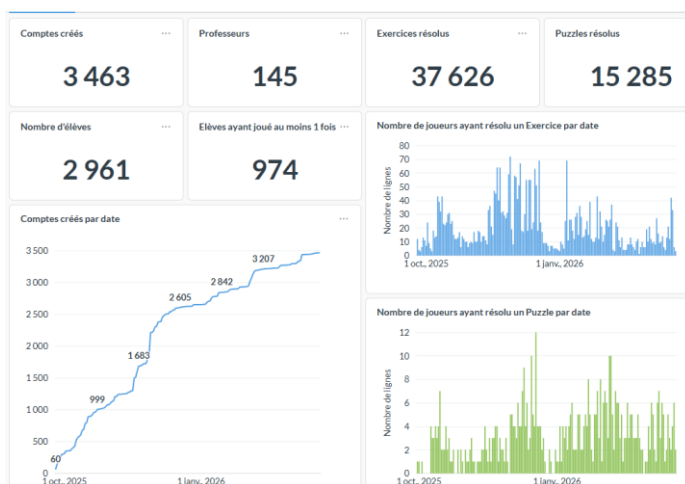 Comptes créés
3 463
Professeurs
145
Exercices résolus
37 626
Puzzles résolus
15 285
Nombre d'élèves
2 961
Elèves ayant joué au moins 1 fois
974
Nombre de joueurs ayant résolu un Exercice par date
Nombre de lignes
80
70
60
50
40
30
20
10
0
1 oct., 2025
1 janv., 2026
Comptes créés par date
3 500
3 000
2 500
2 000
1 500
1 000
500
0
60
999
1 683
2 605
2 842
3 207
1 oct., 2025
1 janv., 2026
Nombre de joueurs ayant résolu un Puzzle par date
Nombre de lignes
12
10
8
6
4
2
0
1 oct., 2025
1 janv., 2026